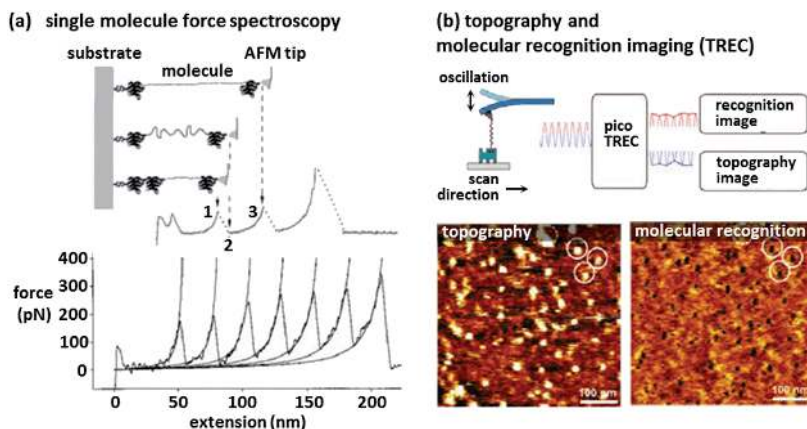 (a) single molecule force spectroscopy
substrate
AFM tip
molecule
1
2
3
400
300
200
100
0
force
(pN)
0
50
100
150
200
extension (nm)
(b) topography and
molecular recognition imaging (TREC)
oscillation
scan
direction
pico
TREC
recognition
image
topography
image
topography
100 nm
molecular recognition
100 nm